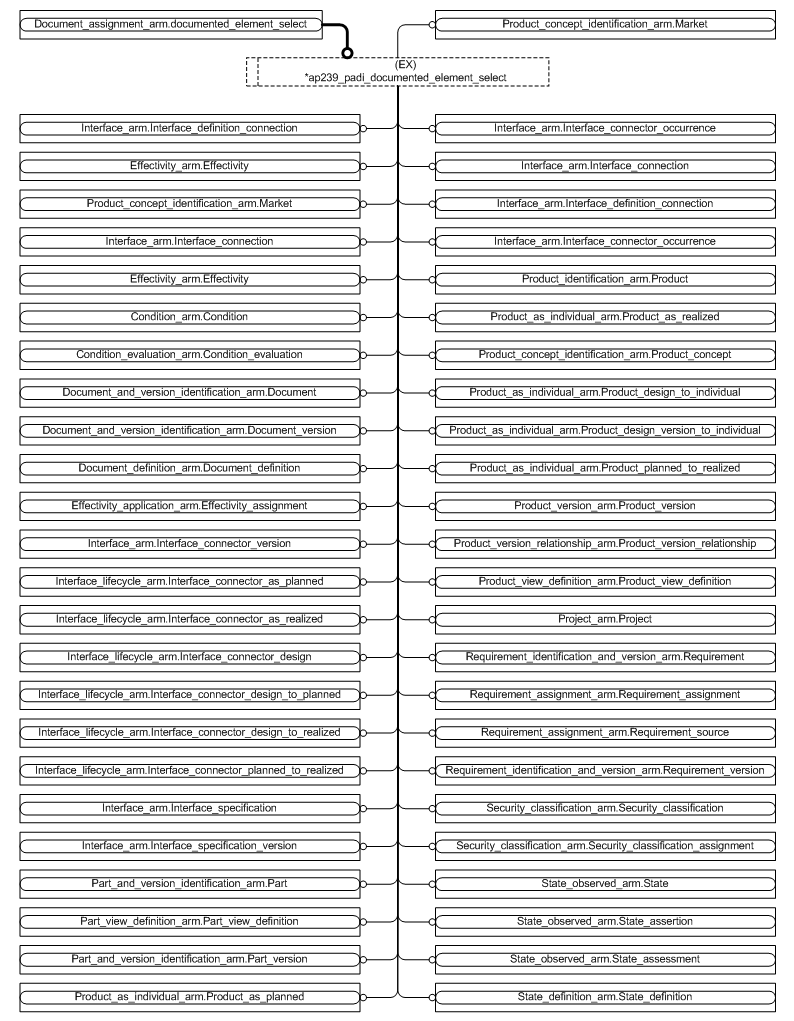 Document_assignment_arm.documented_element_select
Product_concept_identification_arm.Market
(EX)
*ap239_padi_documented_element_select
Interface_arm.Interface_definition_connection
Interface_arm.Interface_connector_occurrence
Effectivity_arm.Effectivity
Interface_arm.Interface_connection
Product_concept_identification_arm.Market
Interface_arm.Interface_definition_connection
Interface_arm.Interface_connection
Interface_arm.Interface_connector_occurrence
Effectivity_arm.Effectivity
Product_identification_arm.Product
Condition_arm.Condition
Product_as_individual_arm.Product_as_realized
Condition_evaluation_arm.Condition_evaluation
Product_concept_identification_arm.Product_concept
Document_and_version_identification_arm.Document
Product_as_individual_arm.Product_design_to_individual
Document_and_version_identification_arm.Document_version
Product_as_individual_arm.Product_design_version_to_individual
Document_definition_arm.Document_definition
Product_as_individual_arm.Product_planned_to_realized
Effectivity_application_arm.Effectivity_assignment
Product_version_arm.Product_version
Interface_arm.Interface_connector_version
Product_version_relationship_arm.Product_version_relationship
Interface_lifecycle_arm.Interface_connector_as_planned
Product_view_definition_arm.Product_view_definition
Interface_lifecycle_arm.Interface_connector_as_realized
Project_arm.Project
Interface_lifecycle_arm.Interface_connector_design
Requirement_identification_and_version_arm.Requirement
Interface_lifecycle_arm.Interface_connector_design_to_planned
Requirement_assignment_arm.Requirement_assignment
Interface_lifecycle_arm.Interface_connector_design_to_realized
Requirement_assignment_arm.Requirement_source
Interface_lifecycle_arm.Interface_connector_planned_to_realized
Requirement_identification_and_version_arm.Requirement_version
Interface_arm.Interface_specification
Security_classification_arm.Security_classification
Interface_arm.Interface_specification_version
Security_classification_arm.Security_classification_assignment
Part_and_version_identification_arm.Part
State_observed_arm.State
Part_view_definition_arm.Part_view_definition
State_observed_arm.State_assertion
Part_and_version_identification_arm.Part_version
State_observed_arm.State_assessment
Product_as_individual_arm.Product_as_planned
State_definition_arm.State_definition